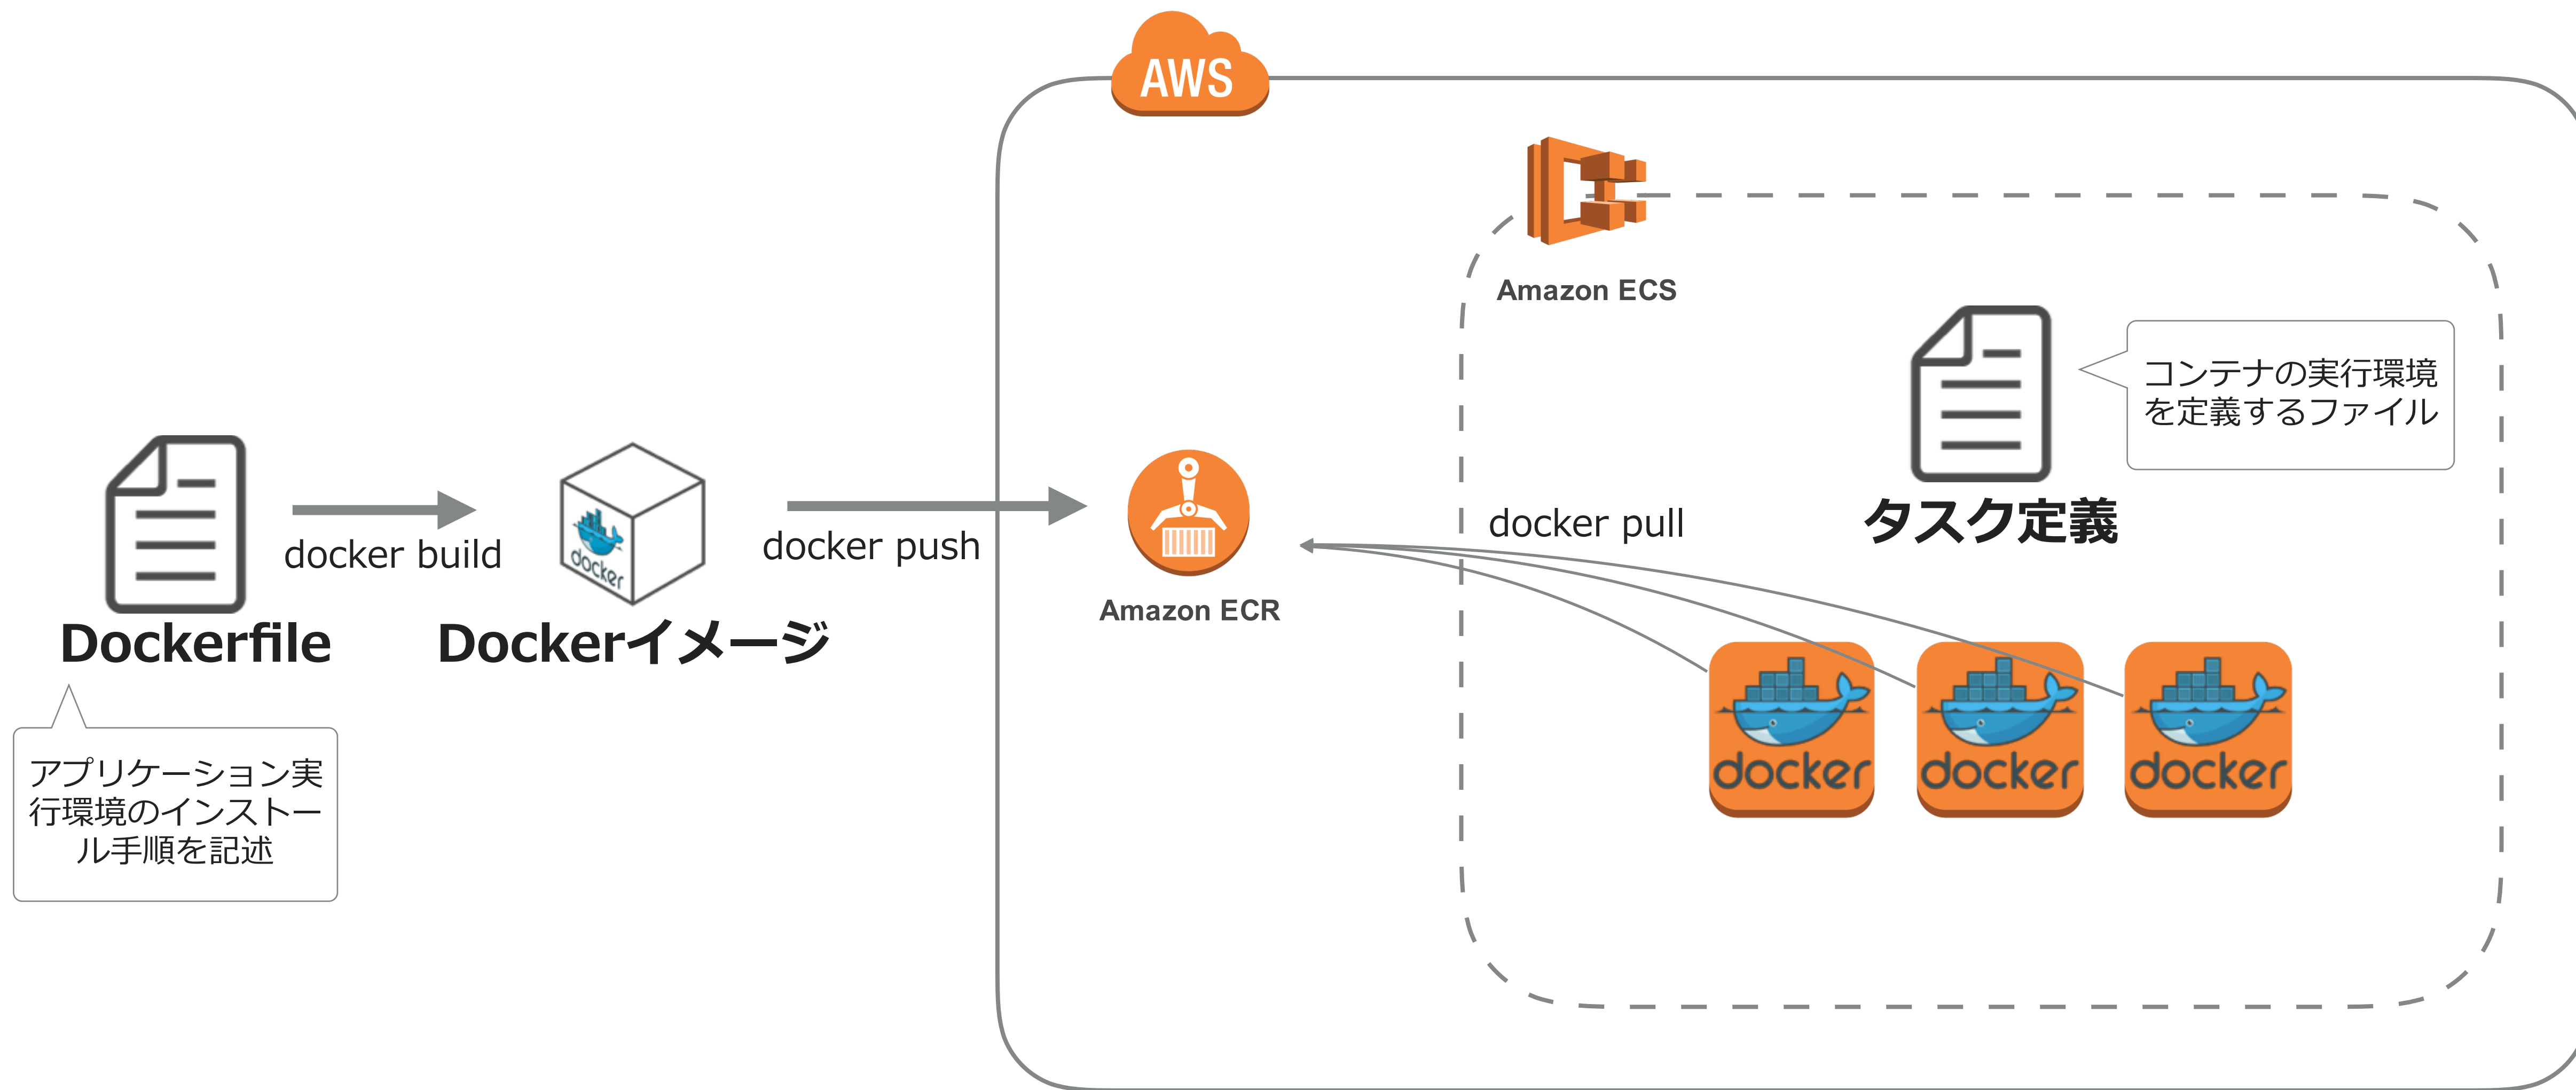 AWS
Amazon ECS
コンテナの実行環境
を定義するファイル
タスク定義
docker pull
docker build
docker
docker push
Amazon ECR
Dockerfile
Dockerイメージ
アプリケーション実
行環境のインストー
ル手順を記述
docker
docker
docker